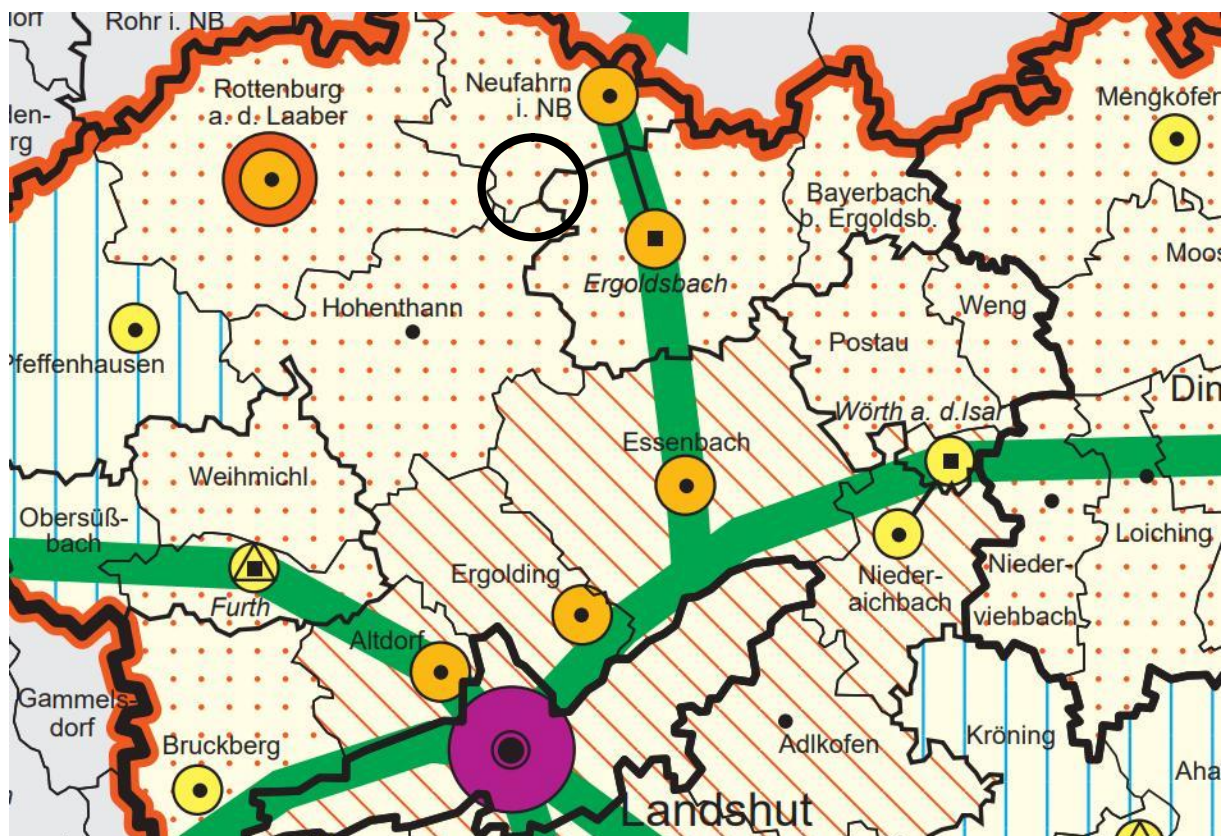 Rohr i. NB
Neufahrn
i. NB
Rottenburg
a. d. Laaber
Mengkofen
Bayerbach
b. Ergoldsb.
Ergoldsbach
Moos
Hohenthann
Weng
Postau
Pfeffenhausen
Din
Wörth a. d.Isar
Essenbach
Weihmichl
Obersüß-
bach
Loiching
Ergolding
Nieder-
aichbach
Nieder-
viehbach
Furth
Altdorf
Gammels-
dorf
Bruckberg
Adlkofen
Kröning
Aha
Landshut